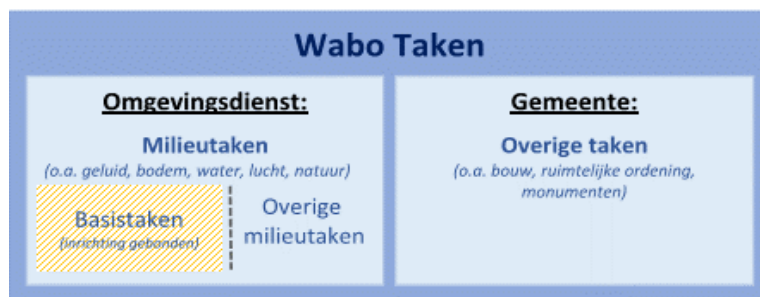 Wabo Taken
Omgevingsdienst:
Milieutaken
(o.a. geluid, bodem, water, lucht, natuur)
Basistaken
(inrichting gebonden)
Overige
milieutaken
Gemeente:
Overige taken
(o.a. bouw, ruimtelijke ordening,
monumenten)